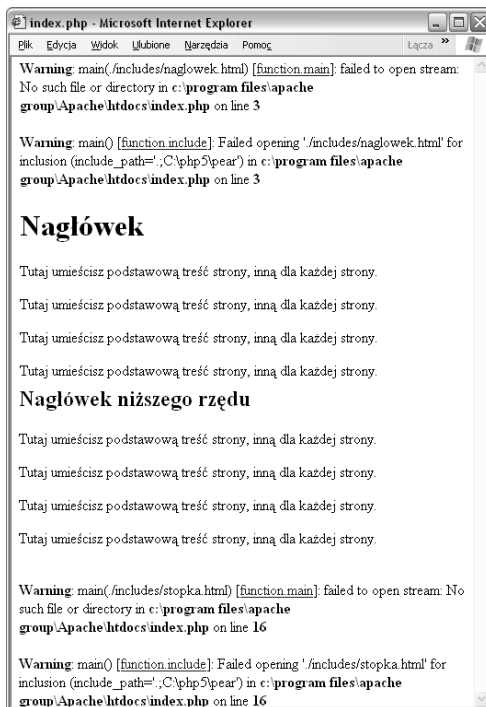 index.php - Microsoft Internet Explorer
Plik Edycja Widok Ulubione Narzędzia Pomoc Łącza »
Warning: main(./includes/naglowek.html) [function.main]: failed to open stream:
No such file or directory in c:\program files\apache
group\Apache\htdocs\index.php on line 3
Warning: main() [function.include]: Failed opening './includes/naglowek.html' for
inclusion (include_path='.;C:\php5\pear') in c:\program files\apache
group\Apache\htdocs\index.php on line 3
Nagłówek
Tutaj umieścisz podstawową treść strony, inną dla każdej strony.
Tutaj umieścisz podstawową treść strony, inną dla każdej strony.
Tutaj umieścisz podstawową treść strony, inną dla każdej strony.
Tutaj umieścisz podstawową treść strony, inną dla każdej strony.
Nagłówek niższego rzędu
Tutaj umieścisz podstawową treść strony, inną dla każdej strony.
Tutaj umieścisz podstawową treść strony, inną dla każdej strony.
Tutaj umieścisz podstawową treść strony, inną dla każdej strony.
Tutaj umieścisz podstawową treść strony, inną dla każdej strony.
Warning: main(./includes/stopka.html) [function.main]: failed to open stream: No
such file or directory in c:\program files\apache
group\Apache\htdocs\index.php on line 16
Warning: main() [function.include]: Failed opening './includes/stopka.html' for
inclusion (include_path='.;C:\php5\pear') in c:\program files\apache
group\Apache\htdocs\index.php on line 16